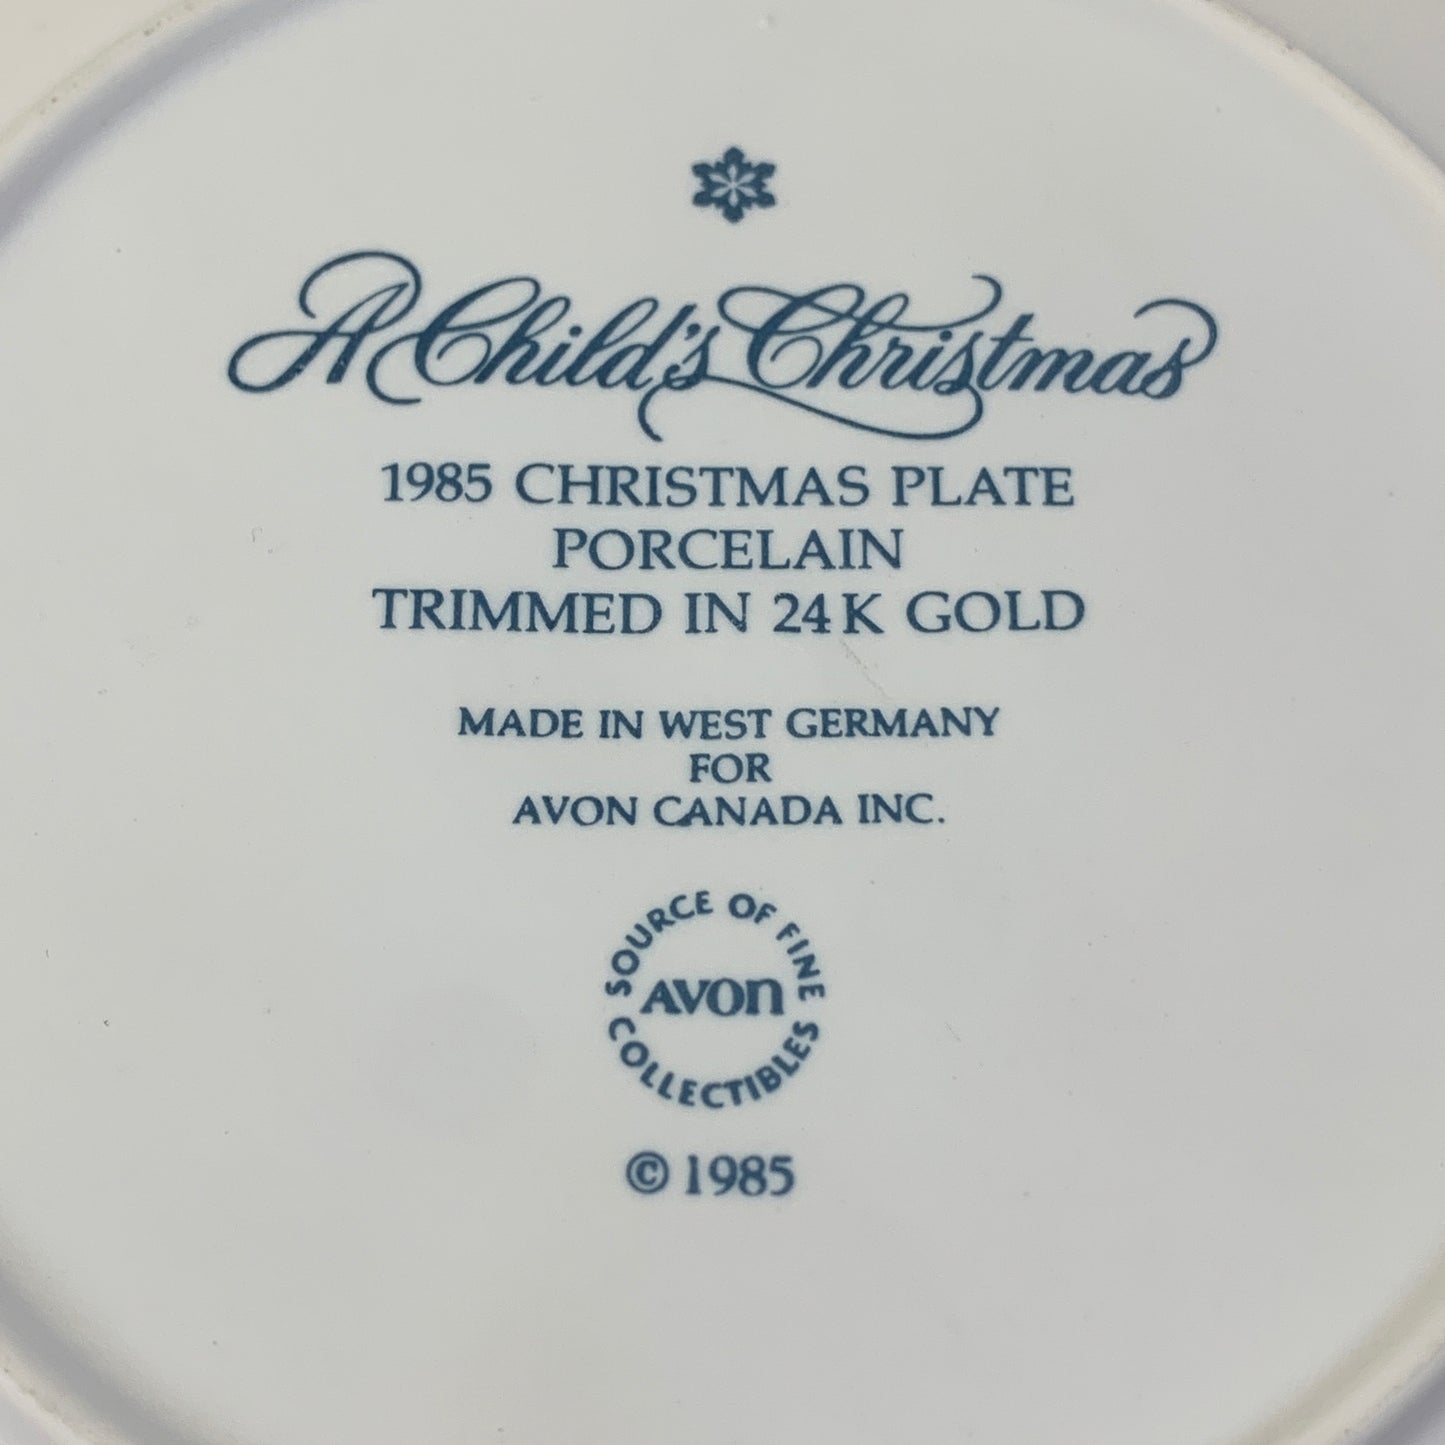 A Child's Christmas
1985 CHRISTMAS PLATE
PORCELAIN
TRIMMED IN 24K GOLD
MADE IN WEST GERMANY
FOR
AVON CANADA INC.
SOURCE OF FINE
AVON
COLLECTIBLES
© 1985